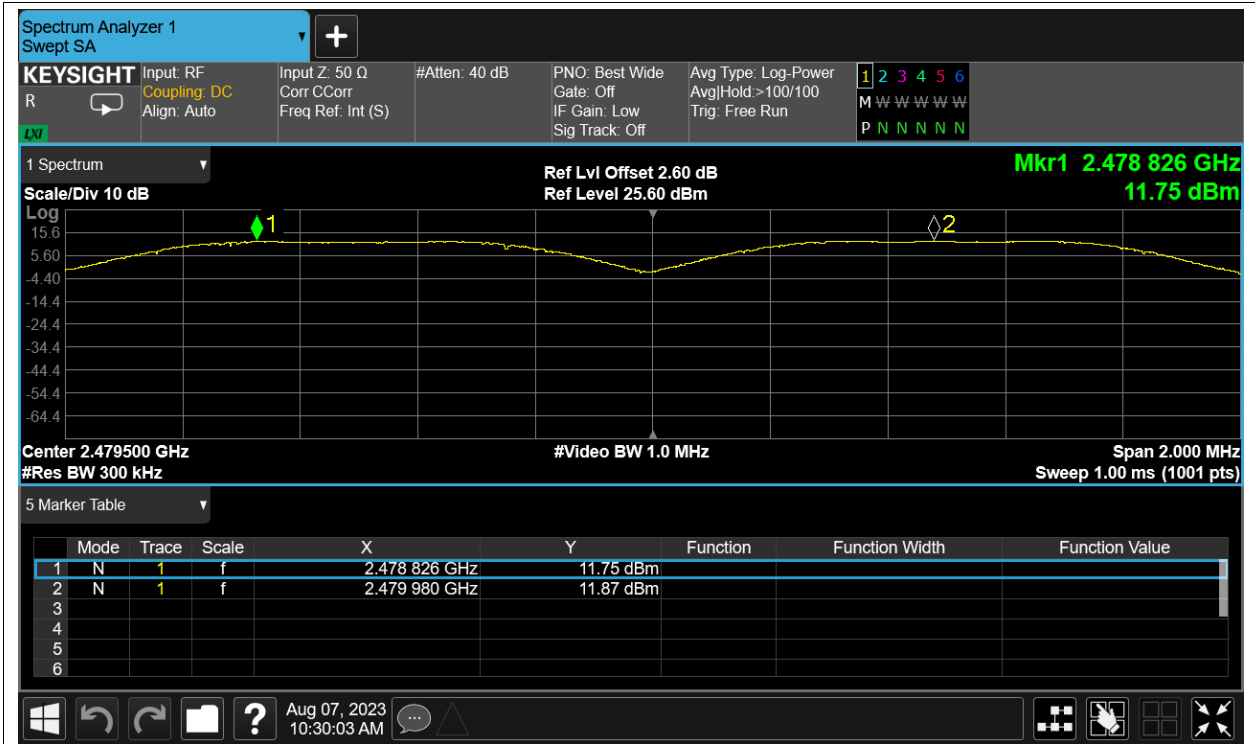 Spectrum Analyzer 1
Swept SA
KEYSIGHT
R
LXI
Input: RF
Coupling: DC
Align: Auto
Input Z: 50 Ω
Corr CCorr
Freq Ref: Int (S)
#Atten: 40 dB
PNO: Best Wide
Gate: Off
IF Gain: Low
Sig Track: Off
Avg Type: Log-Power
Avg|Hold:>100/100
Trig: Free Run
1 2 3 4 5 6
M W W W W W
P N N N N N
1 Spectrum
Scale/Div 10 dB
Ref Lvl Offset 2.60 dB
Ref Level 25.60 dBm
Mkr1 2.478 826 GHz
11.75 dBm
Log
1
2
15.6
5.60
-4.40
-14.4
-24.4
-34.4
-44.4
-54.4
-64.4
Center 2.479500 GHz
#Video BW 1.0 MHz
Span 2.000 MHz
#Res BW 300 kHz
Sweep 1.00 ms (1001 pts)
5 Marker Table
Mode Trace Scale X Y Function Function Width Function Value
1 N 1 f 2.478 826 GHz 11.75 dBm
2 N 1 f 2.479 980 GHz 11.87 dBm
3
4
5
6
?
Aug 07, 2023
10:30:03 AM